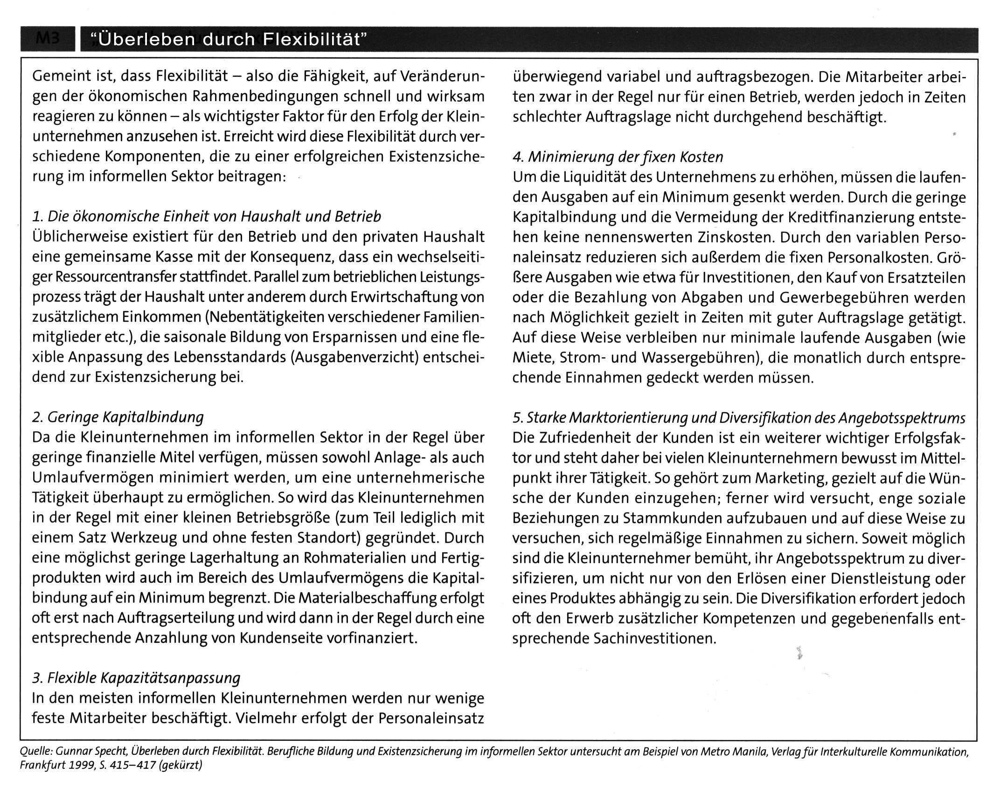 M3 “Überleben durch Flexibilität”
Gemeint ist, dass Flexibilität – also die Fähigkeit, auf Veränderun-
gen der ökonomischen Rahmenbedingungen schnell und wirksam
reagieren zu können – als wichtigster Faktor für den Erfolg der Klein-
unternehmen anzusehen ist. Erreicht wird diese Flexibilität durch ver-
schiedene Komponenten, die zu einer erfolgreichen Existenzsiche-
rung im informellen Sektor beitragen:
1. Die ökonomische Einheit von Haushalt und Betrieb
Üblicherweise existiert für den Betrieb und den privaten Haushalt
eine gemeinsame Kasse mit der Konsequenz, dass ein wechselseiti-
ger Ressourcentransfer stattfindet. Parallel zum betrieblichen Leistungs-
prozess trägt der Haushalt unter anderem durch Erwirtschaftung von
zusätzlichem Einkommen (Nebentätigkeiten verschiedener Familien-
mitglieder etc.), die saisonale Bildung von Ersparnissen und eine fle-
xible Anpassung des Lebensstandards (Ausgabenverzicht) entschei-
dend zur Existenzsicherung bei.
2. Geringe Kapitalbindung
Da die Kleinunternehmen im informellen Sektor in der Regel über
geringe finanzielle Mitel verfügen, müssen sowohl Anlage- als auch
Umlaufvermögen minimiert werden, um eine unternehmerische
Tätigkeit überhaupt zu ermöglichen. So wird das Kleinunternehmen
in der Regel mit einer kleinen Betriebsgröße (zum Teil lediglich mit
einem Satz Werkzeug und ohne festen Standort) gegründet. Durch
eine möglichst geringe Lagerhaltung an Rohmaterialien und Fertig-
produkten wird auch im Bereich des Umlaufvermögens die Kapital-
bindung auf ein Minimum begrenzt. Die Materialbeschaffung erfolgt
oft erst nach Auftragserteilung und wird dann in der Regel durch eine
entsprechende Anzahlung von Kundenseite vorfinanziert.
3. Flexible Kapazitätsanpassung
In den meisten informellen Kleinunternehmen werden nur wenige
feste Mitarbeiter beschäftigt. Vielmehr erfolgt der Personaleinsatz
überwiegend variabel und auftragsbezogen. Die Mitarbeiter arbei-
ten zwar in der Regel nur für einen Betrieb, werden jedoch in Zeiten
schlechter Auftragslage nicht durchgehend beschäftigt.
4. Minimierung der fixen Kosten
Um die Liquidität des Unternehmens zu erhöhen, müssen die laufen-
den Ausgaben auf ein Minimum gesenkt werden. Durch die geringe
Kapitalbindung und die Vermeidung der Kreditfinanzierung entste-
hen keine nennenswerten Zinskosten. Durch den variablen Perso-
naleinsatz reduzieren sich außerdem die fixen Personalkosten. Grö-
ßere Ausgaben wie etwa für Investitionen, den Kauf von Ersatzteilen
oder die Bezahlung von Abgaben und Gewerbegebühren werden
nach Möglichkeit gezielt in Zeiten mit guter Auftragslage getätigt.
Auf diese Weise verbleiben nur minimale laufende Ausgaben (wie
Miete, Strom- und Wassergebühren), die monatlich durch entspre-
chende Einnahmen gedeckt werden müssen.
5. Starke Marktorientierung und Diversifikation des Angebotsspektrums
Die Zufriedenheit der Kunden ist ein weiterer wichtiger Erfolgsfak-
tor und steht daher bei vielen Kleinunternehmern bewusst im Mittel-
punkt ihrer Tätigkeit. So gehört zum Marketing, gezielt auf die Wün-
sche der Kunden einzugehen; ferner wird versucht, enge soziale
Beziehungen zu Stammkunden aufzubauen und auf diese Weise zu
versuchen, sich regelmäßige Einnahmen zu sichern. Soweit möglich
sind die Kleinunternehmer bemüht, ihr Angebotsspektrum zu diver-
sifizieren, um nicht nur von den Erlösen einer Dienstleistung oder
eines Produktes abhängig zu sein. Die Diversifikation erfordert jedoch
oft den Erwerb zusätzlicher Kompetenzen und gegebenenfalls ent-
sprechende Sachinvestitionen.
Quelle: Gunnar Specht, Überleben durch Flexibilität. Berufliche Bildung und Existenzsicherung im informellen Sektor untersucht am Beispiel von Metro Manila, Verlag für Interkulturelle Kommunikation,
Frankfurt 1999, S. 415–417 (gekürzt)